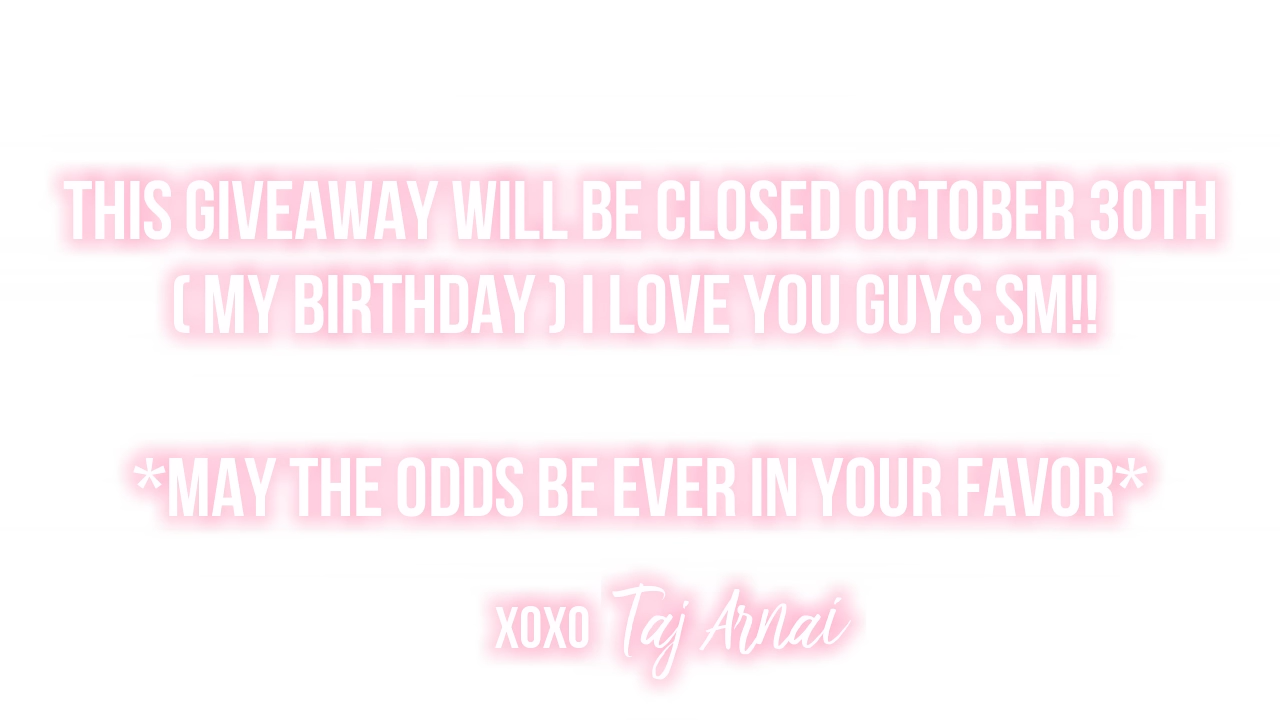 THIS GIVEAWAY WILL BE CLOSED OCTOBER 30TH
( MY BIRTHDAY ) I LOVE YOU GUYS SM!!
*MAY THE ODDS BE EVER IN YOUR FAVOR*
XOXO Taj Arnai